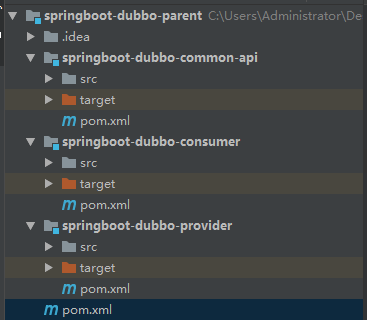 springboot-dubbo-parent C:\Users\Administrator\De
.idea
springboot-dubbo-common-api
src
target
pom.xml
springboot-dubbo-consumer
src
target
pom.xml
springboot-dubbo-provider
src
target
pom.xml
pom.xml